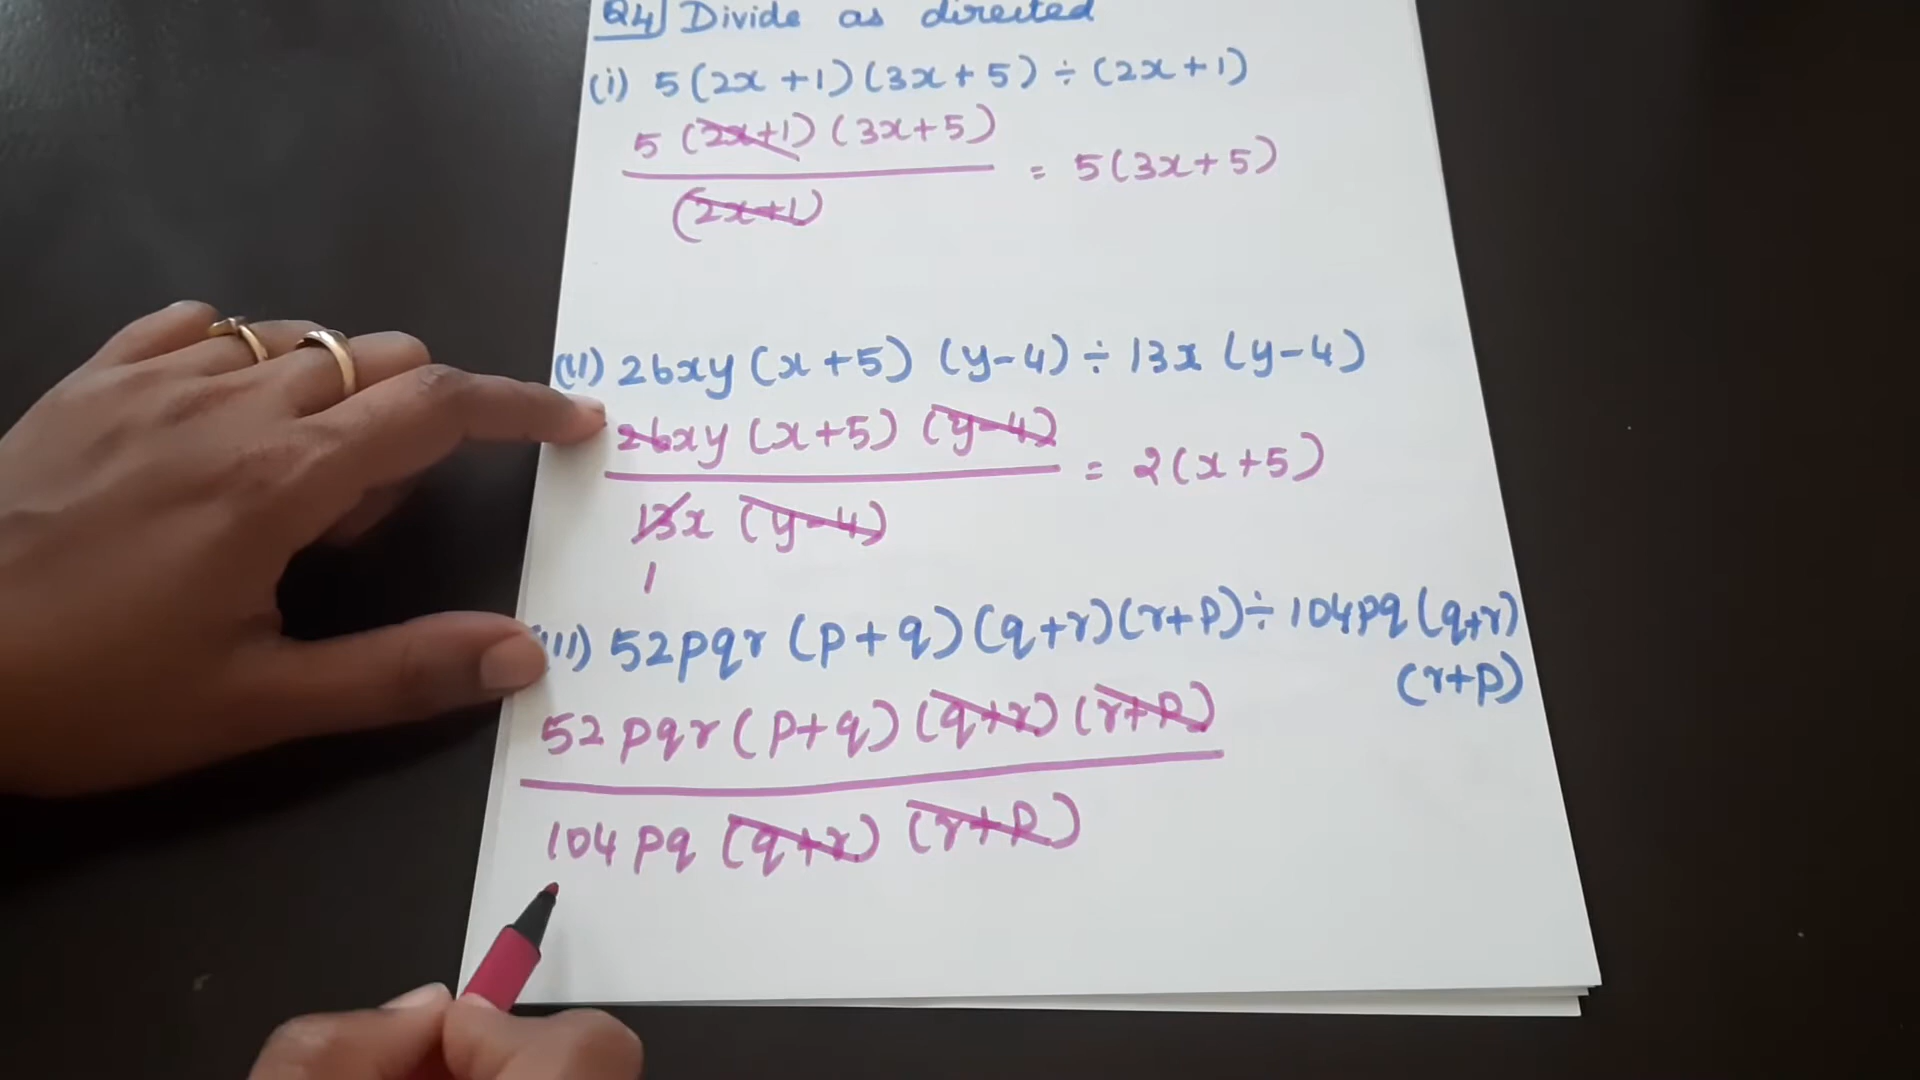 Q4) Divide as directed
(i) 5(2x+1)(3x+5)÷(2x+1)
5 (2x+1) (3x+5)
= 5(3x+5)
(2x+1)
(ii) 26xy(x+5) (y-4)÷13x (y-4)
26xy (x+5) (y-4)
= 2(x+5)
13x (y-4)
1
(iii) 52pqr (p+q)(q+r)(r+p)÷104pq(q+r)
(r+p)
52pqr(p+q)(q+r)(r+p)
104pq (q+r) (r+p)